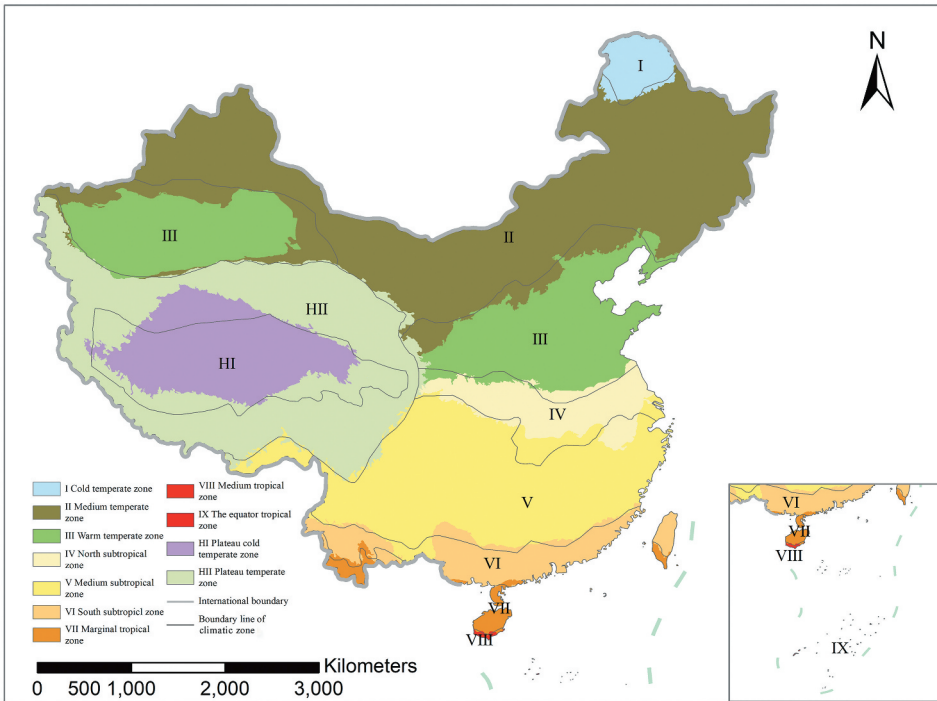 N
I
II
III
HII
III
HI
IV
V
VI
VII
VIII
I Cold temperate zone
II Medium temperate
zone
III Warm temperate zone
IV North subtropical
zone
V Medium subtropical
zone
VI South subtropicl zone
VII Marginal tropical
zone
VIII Medium tropical
zone
IX The equator tropical
zone
HI Plateau cold
temperate zone
HII Plateau temperate
zone
International boundary
Boundary line of
climatic zone
Kilometers
0 500 1,000 2,000 3,000
VI
VII
VIII
IX